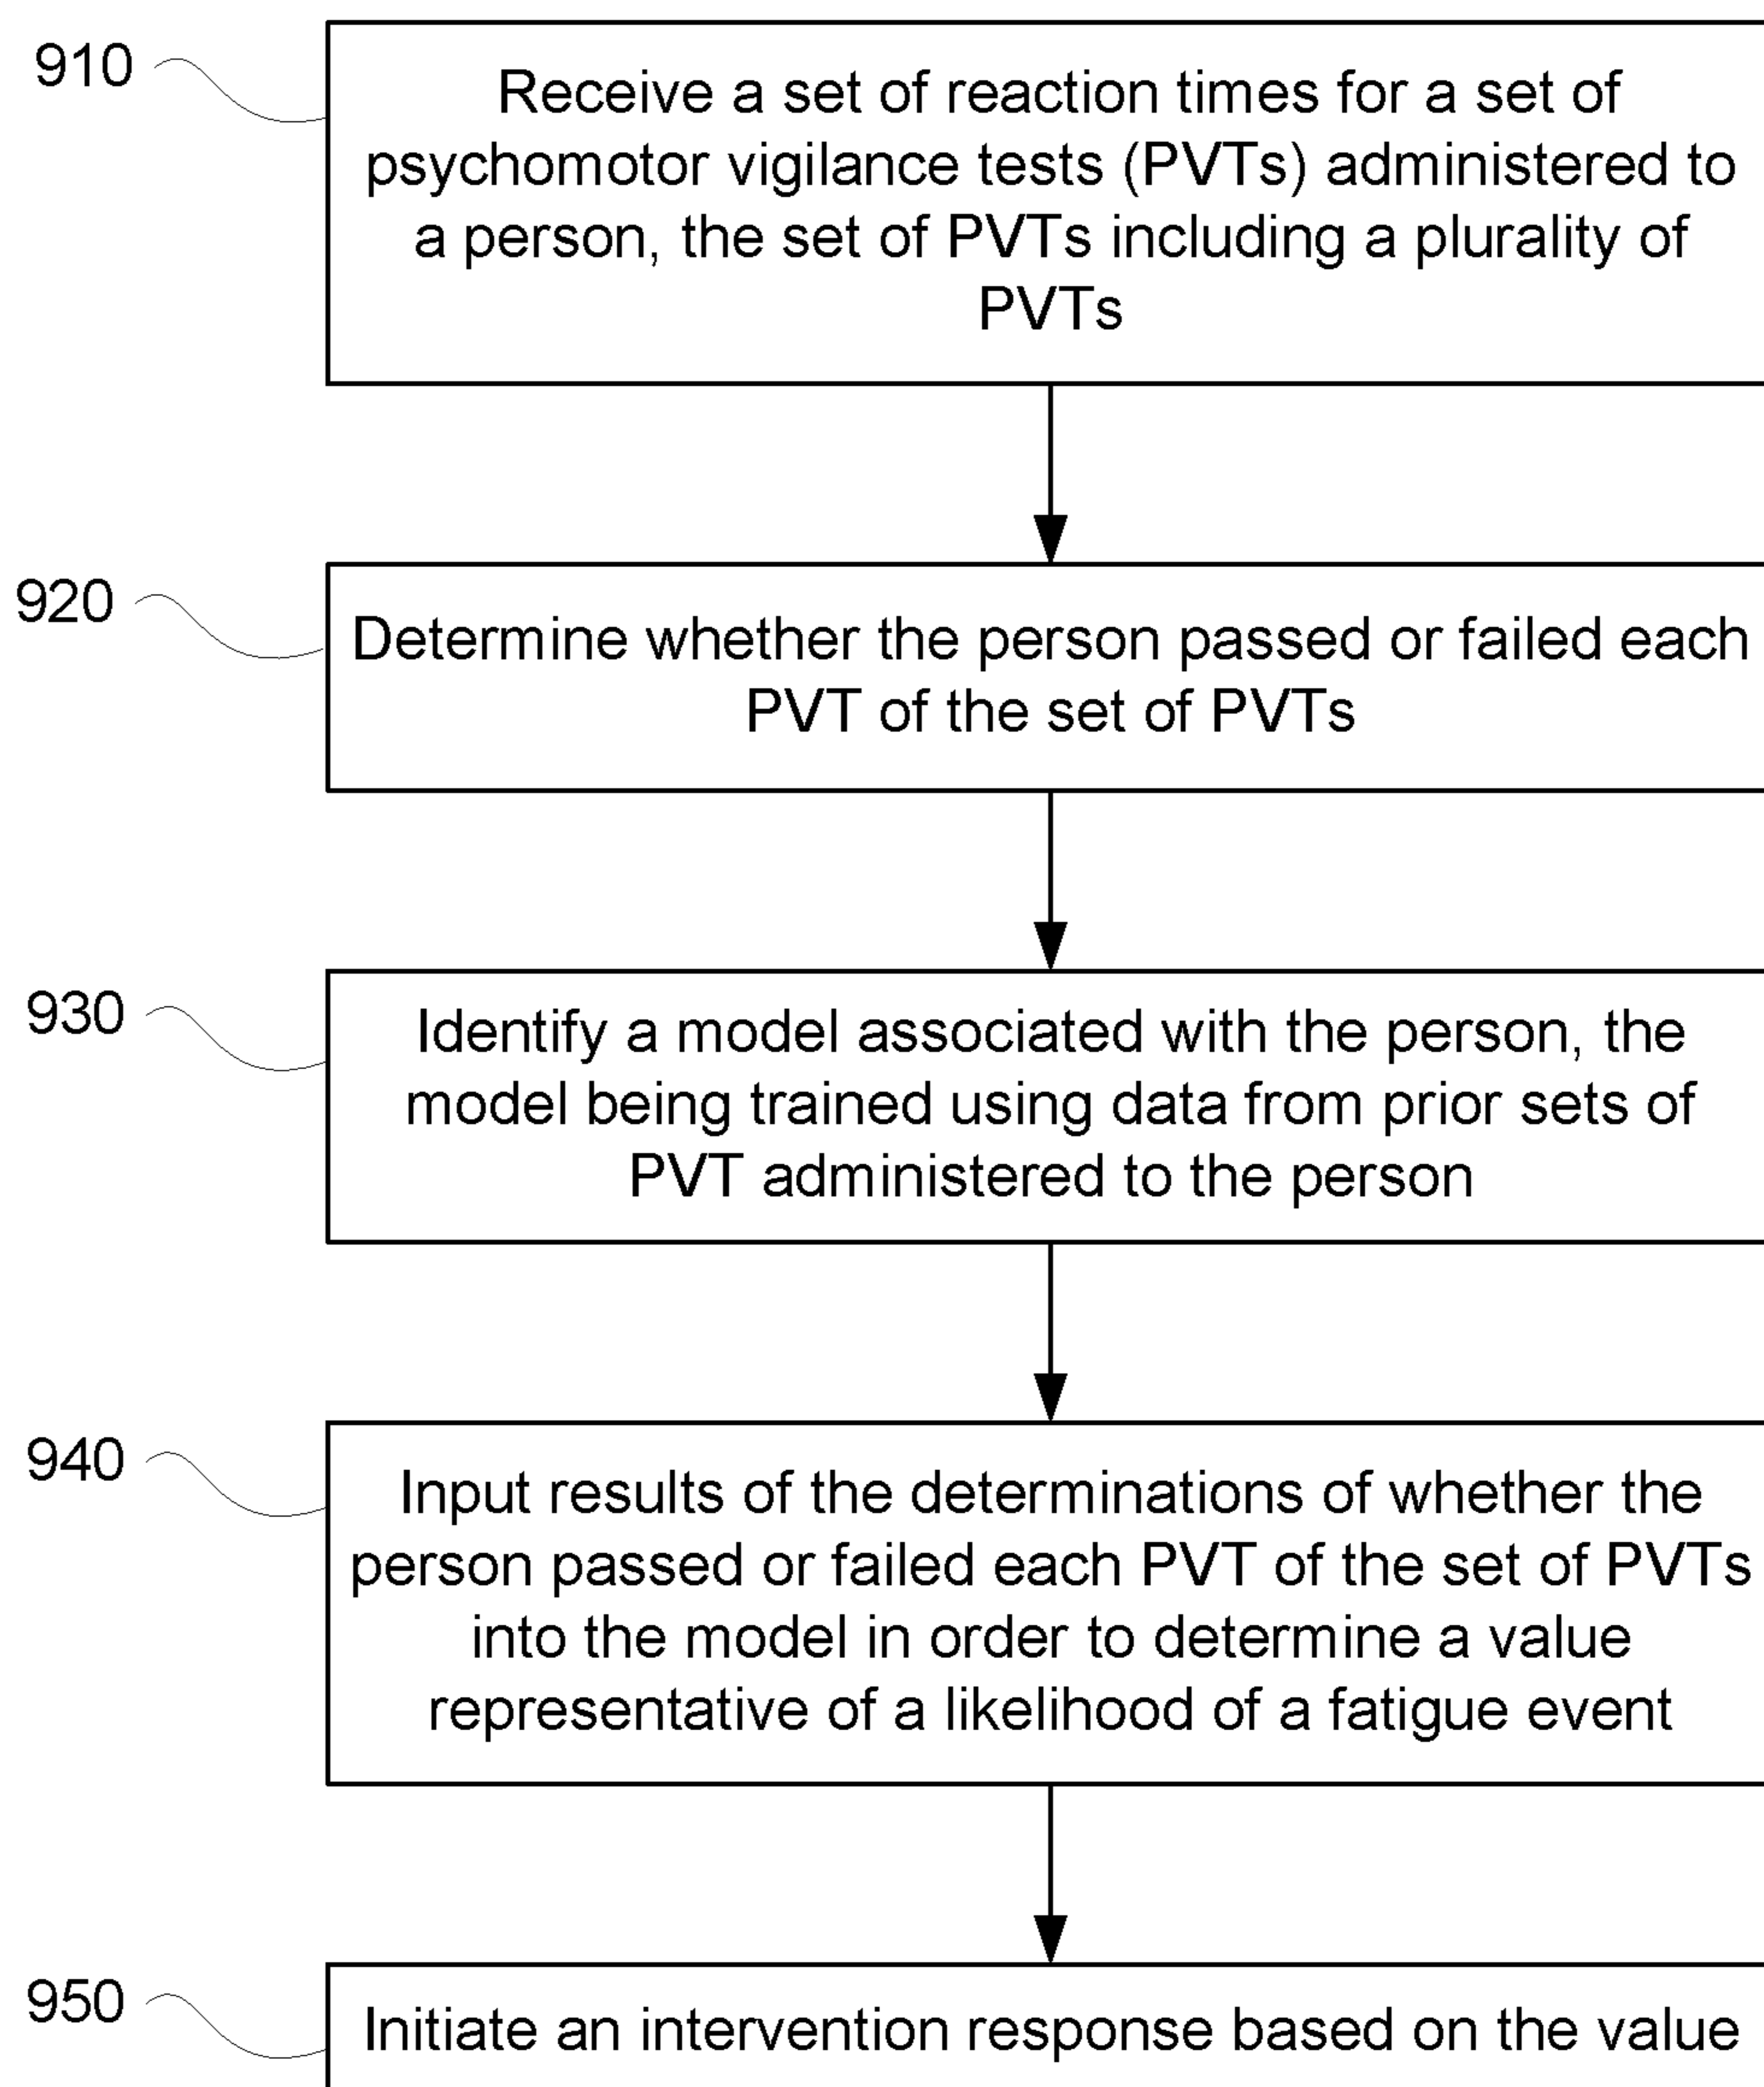 910
Receive a set of reaction times for a set of
psychomotor vigilance tests (PVTs) administered to
a person, the set of PVTs including a plurality of
PVTs
920
Determine whether the person passed or failed each
PVT of the set of PVTs
930
Identify a model associated with the person, the
model being trained using data from prior sets of
PVT administered to the person
940
Input results of the determinations of whether the
person passed or failed each PVT of the set of PVTs
into the model in order to determine a value
representative of a likelihood of a fatigue event
950
Initiate an intervention response based on the value